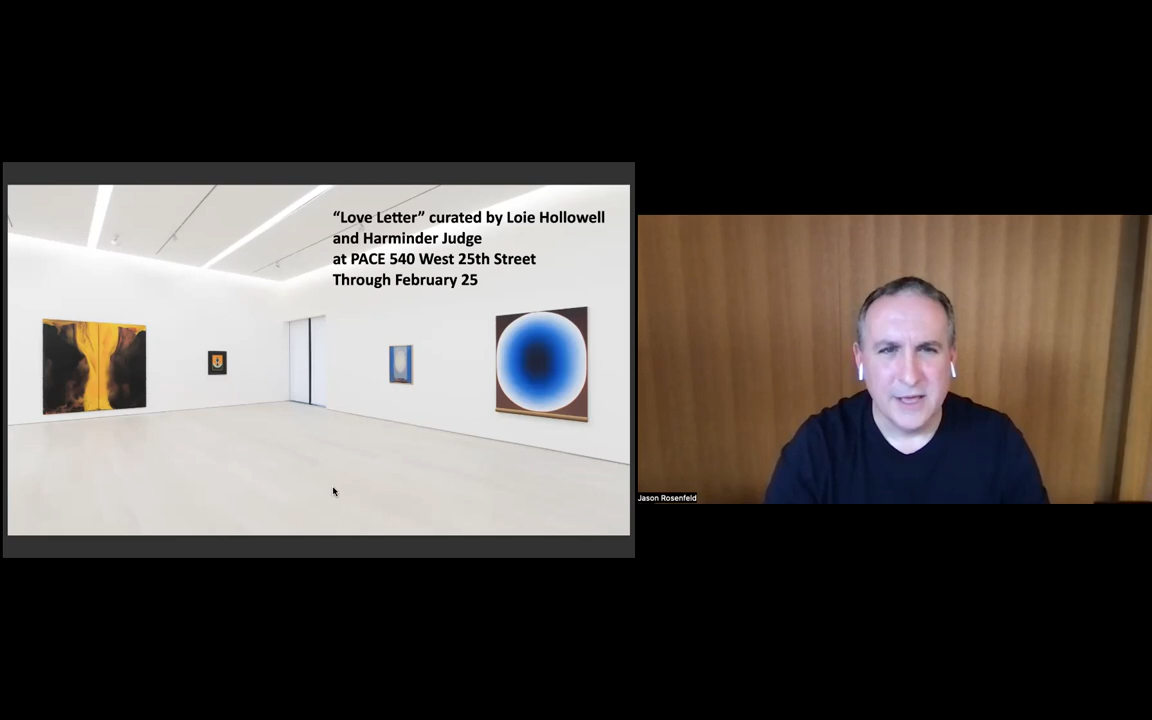 “Love Letter” curated by Loie Hollowell
and Harminder Judge
at PACE 540 West 25th Street
Through February 25
Jason Rosenfeld